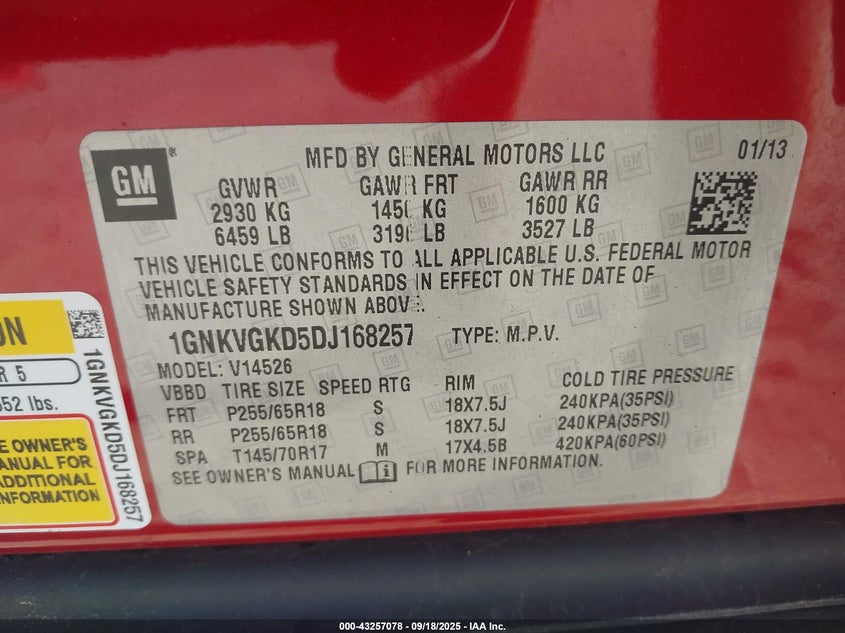 GM
MFD BY GENERAL MOTORS LLC 01/13
GVWR GAWR FRT GAWR RR
2930 KG 1450 KG 1600 KG
6459 LB 3196 LB 3527 LB
THIS VEHICLE CONFORMS TO ALL APPLICABLE U.S. FEDERAL MOTOR
VEHICLE SAFETY STANDARDS IN EFFECT ON THE DATE OF
MANUFACTURE SHOWN ABOVE.
1GNKVGKD5DJ168257 TYPE: M.P.V.
MODEL: V14526
VBBD TIRE SIZE SPEED RTG RIM COLD TIRE PRESSURE
FRT P255/65R18 S 18X7.5J 240KPA(35PSI)
RR P255/65R18 S 18X7.5J 240KPA(35PSI)
SPA T145/70R17 M 17X4.5B 420KPA(60PSI)
SEE OWNER'S MANUAL FOR MORE INFORMATION.
ON
R 5
52 lbs.
E OWNER'S
ANUAL FOR
ADDITIONAL
INFORMATION
1GNKVGKD5DJ168257
000-43257078 - 09/18/2025 - IAA Inc.